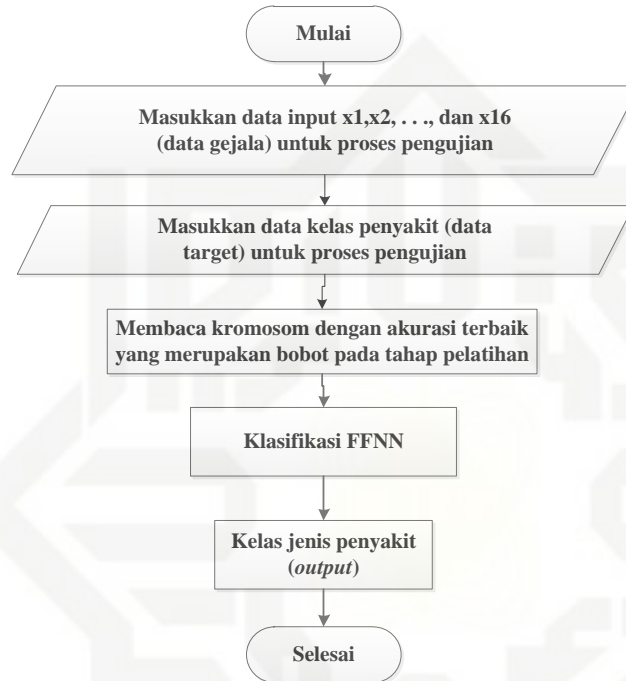 Mulai
Masukkan data input x1,x2, . . ., dan x16
(data gejala) untuk proses pengujian
Masukkan data kelas penyakit (data
target) untuk proses pengujian
Membaca kromosom dengan akurasi terbaik
yang merupakan bobot pada tahap pelatihan
Klasifikasi FFNN
Kelas jenis penyakit
(output)
Selesai